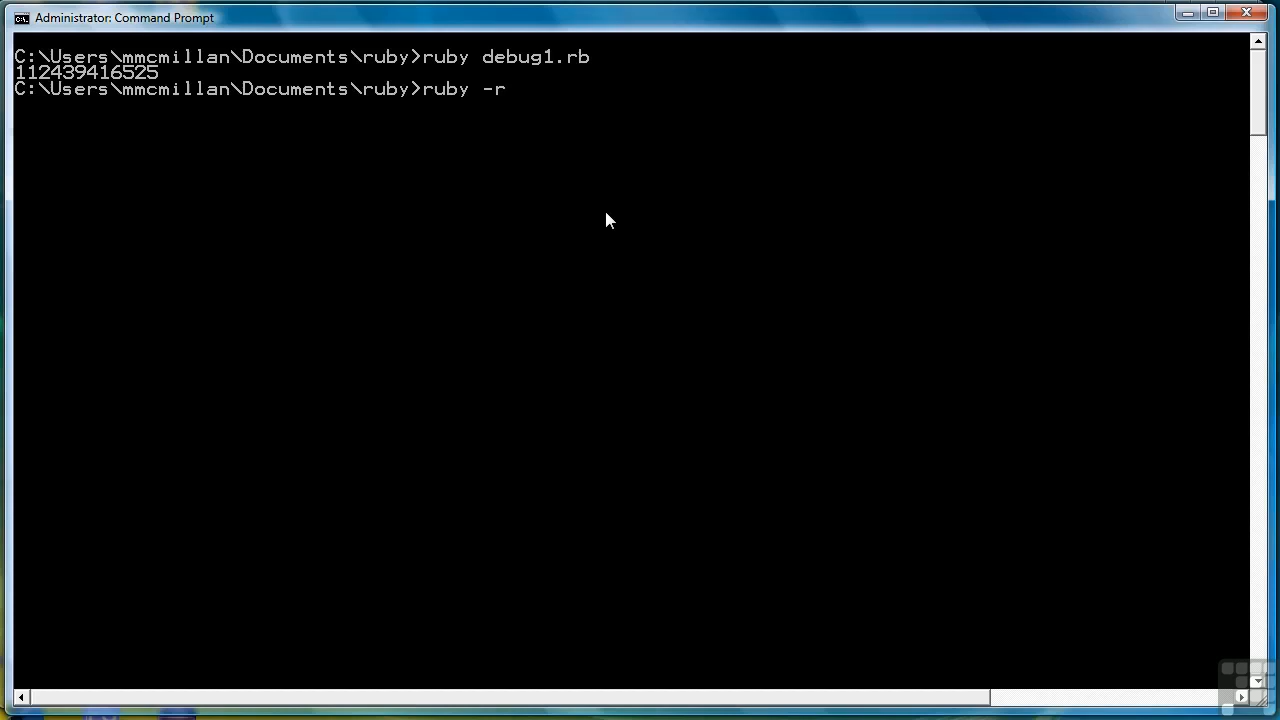 Administrator: Command Prompt
C:\Users\mmcmillan\Documents\ruby>ruby debug1.rb
112439416525
C:\Users\mmcmillan\Documents\ruby>ruby -r